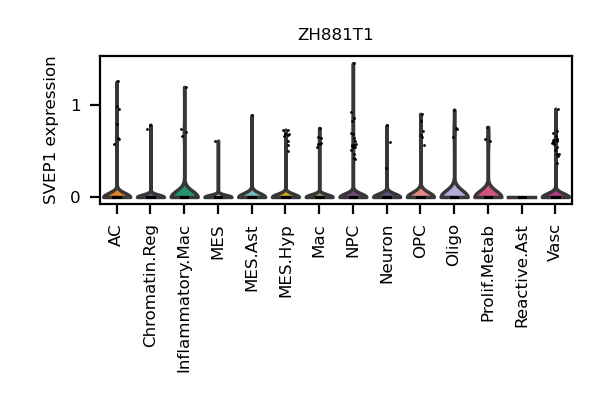 ZH881T1
SVEP1 expression
1
0
AC
Chromatin.Reg
Inflammatory.Mac
MES
MES.Ast
MES.Hyp
Mac
NPC
Neuron
OPC
Oligo
Prolif.Metab
Reactive.Ast
Vasc